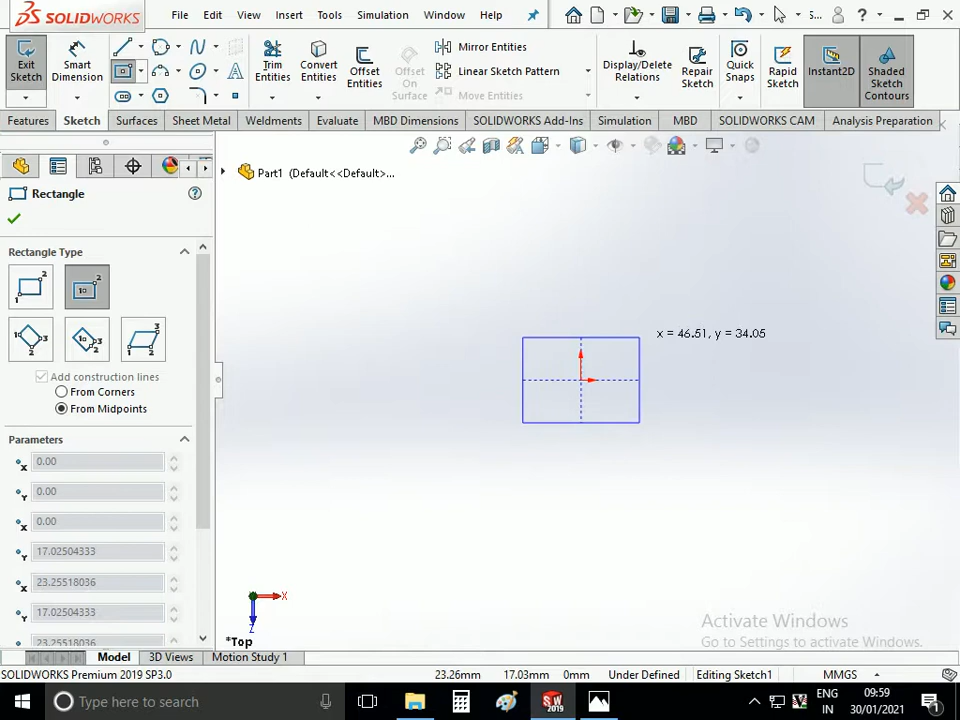 SOLIDWORKS File Edit View Insert Tools Simulation Window Help S...
Exit Sketch
Smart Dimension
Trim Entities
Convert Entities
Offset Entities
Offset On Surface
Mirror Entities
Linear Sketch Pattern
Move Entities
Display/Delete Relations
Repair Sketch
Quick Snaps
Rapid Sketch
Instant2D
Shaded Sketch Contours
Features Sketch Surfaces Sheet Metal Weldments Evaluate MBD Dimensions SOLIDWORKS Add-Ins Simulation MBD SOLIDWORKS CAM Analysis Preparation
Part1 (Default<<Default>...
Rectangle
Rectangle Type
Add construction lines
From Corners
From Midpoints
Parameters
0.00
0.00
0.00
17.02504333
23.25518036
17.02504333
23.25518036
x = 46.51, y = 34.05
X
Z
*Top
Activate Windows
Go to Settings to activate Windows.
Model 3D Views Motion Study 1
SOLIDWORKS Premium 2019 SP3.0 23.26mm 17.03mm 0mm Under Defined Editing Sketch1 MMGS
Type here to search
SW 2019
ENG
IN
09:59
30/01/2021
1